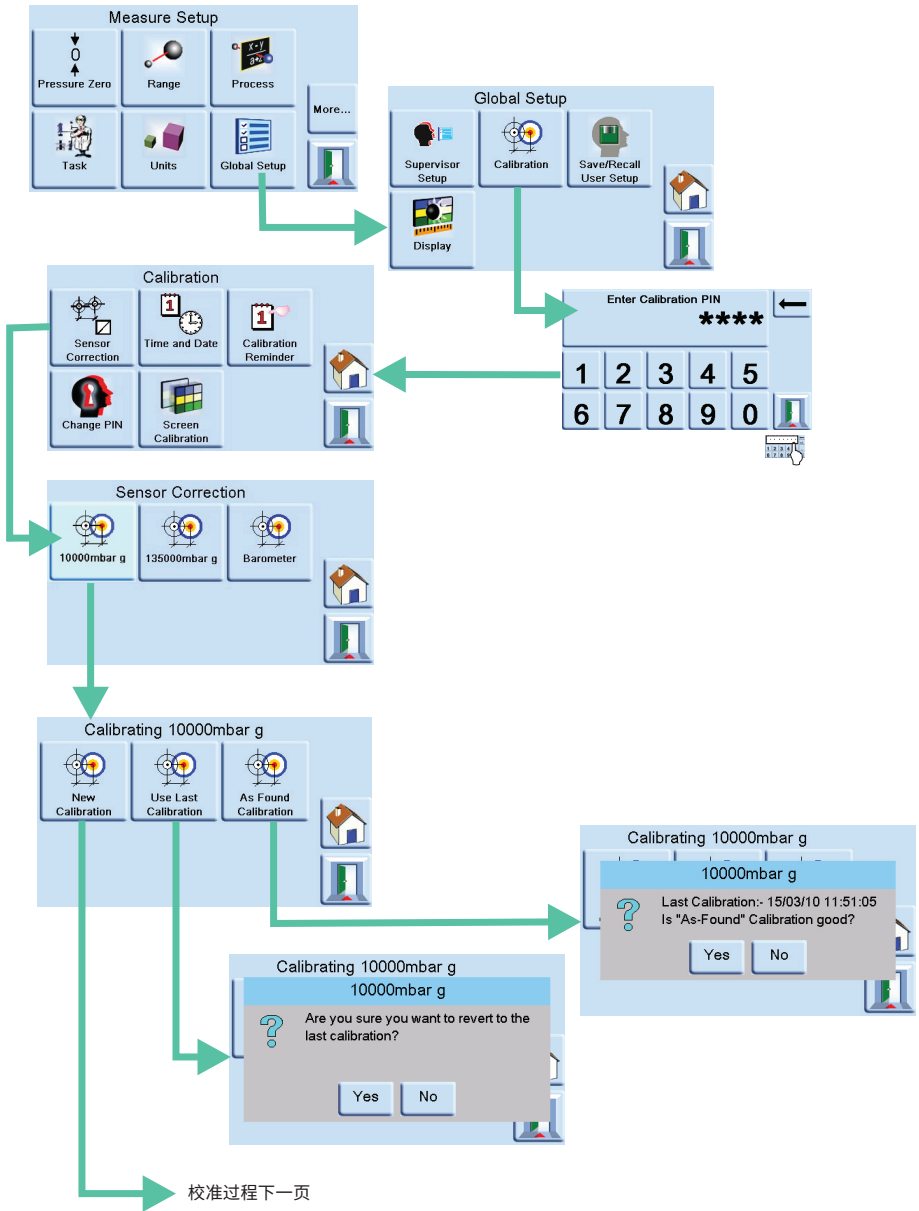 Measure Setup
0
Pressure Zero
Range
x-y
a+z
Process
More...
Task
Units
Global Setup
Global Setup
Supervisor
Setup
Calibration
Save/Recall
User Setup
Display
Enter Calibration PIN
****
1 2 3 4 5
6 7 8 9 0
Calibration
Sensor
Correction
1
Time and Date
1
Calibration
Reminder
Change PIN
Screen
Calibration
Sensor Correction
10000mbar g
135000mbar g
Barometer
Calibrating 10000mbar g
New
Calibration
Use Last
Calibration
As Found
Calibration
Calibrating 10000mbar g
10000mbar g
?
Last Calibration:- 15/03/10 11:51:05
Is "As-Found" Calibration good?
Yes
No
Calibrating 10000mbar g
10000mbar g
?
Are you sure you want to revert to the
last calibration?
Yes
No
校准过程下一页